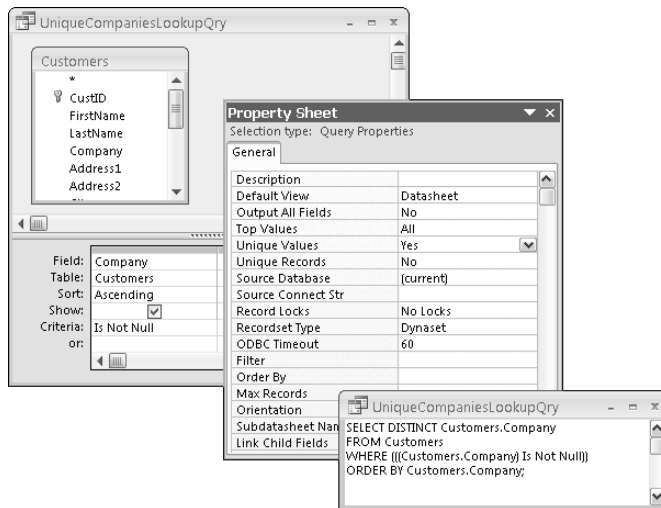 UniqueCompaniesLookupQry
Customers
*
CustID
FirstName
LastName
Company
Address1
Address2
Field: Company
Table: Customers
Sort: Ascending
Show:
Criteria: Is Not Null
or:
Property Sheet
Selection type: Query Properties
General
Description
Default View Datasheet
Output All Fields No
Top Values All
Unique Values Yes
Unique Records No
Source Database (current)
Source Connect Str
Record Locks No Locks
Recordset Type Dynaset
ODBC Timeout 60
Filter
Order By
Max Records
Orientation
Subdatasheet Nam
Link Child Fields
UniqueCompaniesLookupQry
SELECT DISTINCT Customers.Company
FROM Customers
WHERE (((Customers.Company) Is Not Null))
ORDER BY Customers.Company;